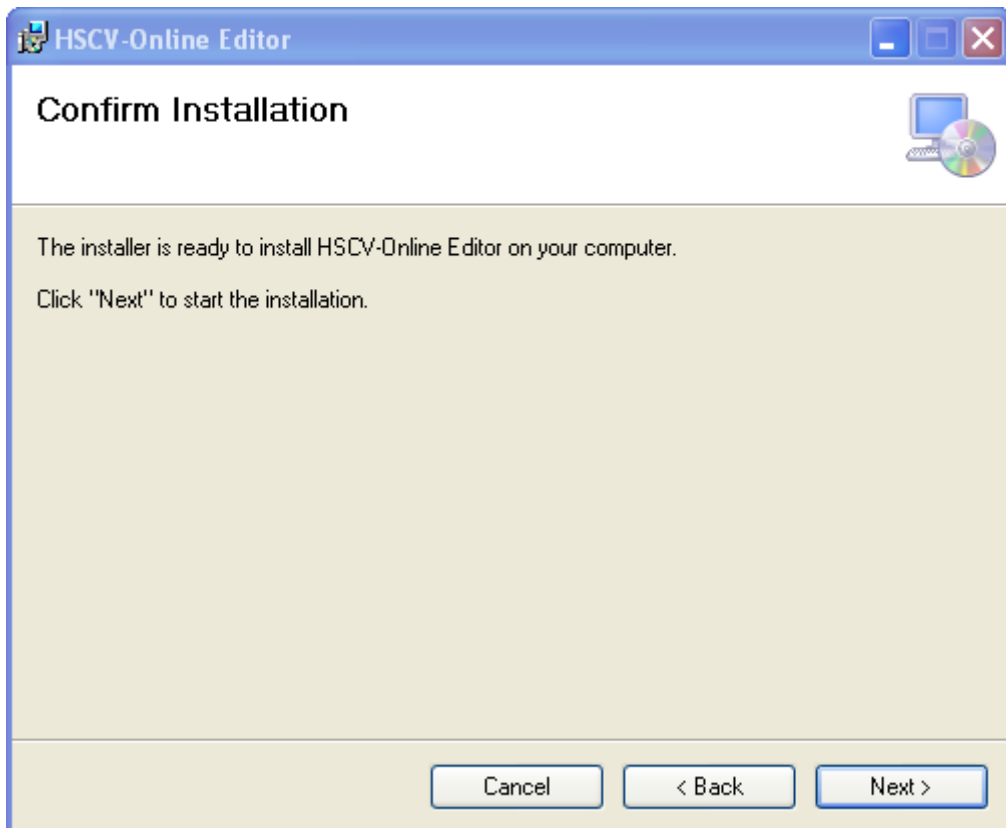 HSCV-Online Editor
Confirm Installation
The installer is ready to install HSCV-Online Editor on your computer.
Click "Next" to start the installation.
Cancel
< Back
Next >